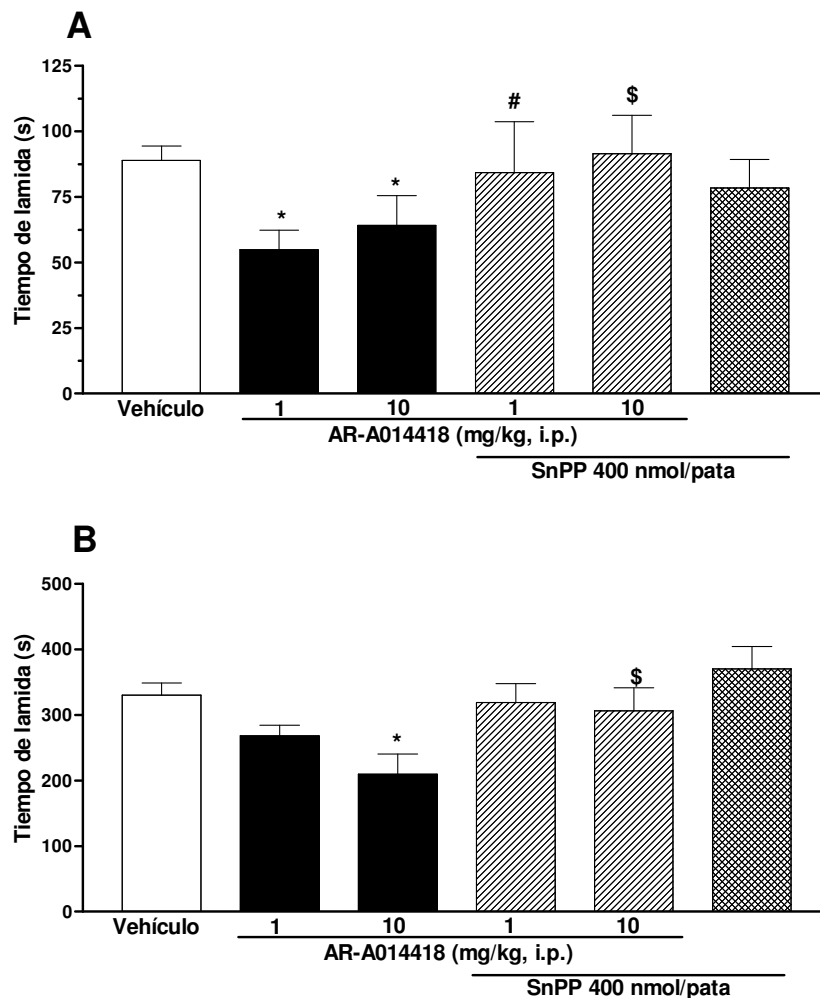 A
Tiempo de lamida (s)
125
100
75
50
25
0
*
*
#
$
Vehículo
1
10
1
10
AR-A014418 (mg/kg, i.p.)
SnPP 400 nmol/pata
B
Tiempo de lamida (s)
500
400
300
200
100
0
*
$
Vehículo
1
10
1
10
AR-A014418 (mg/kg, i.p.)
SnPP 400 nmol/pata